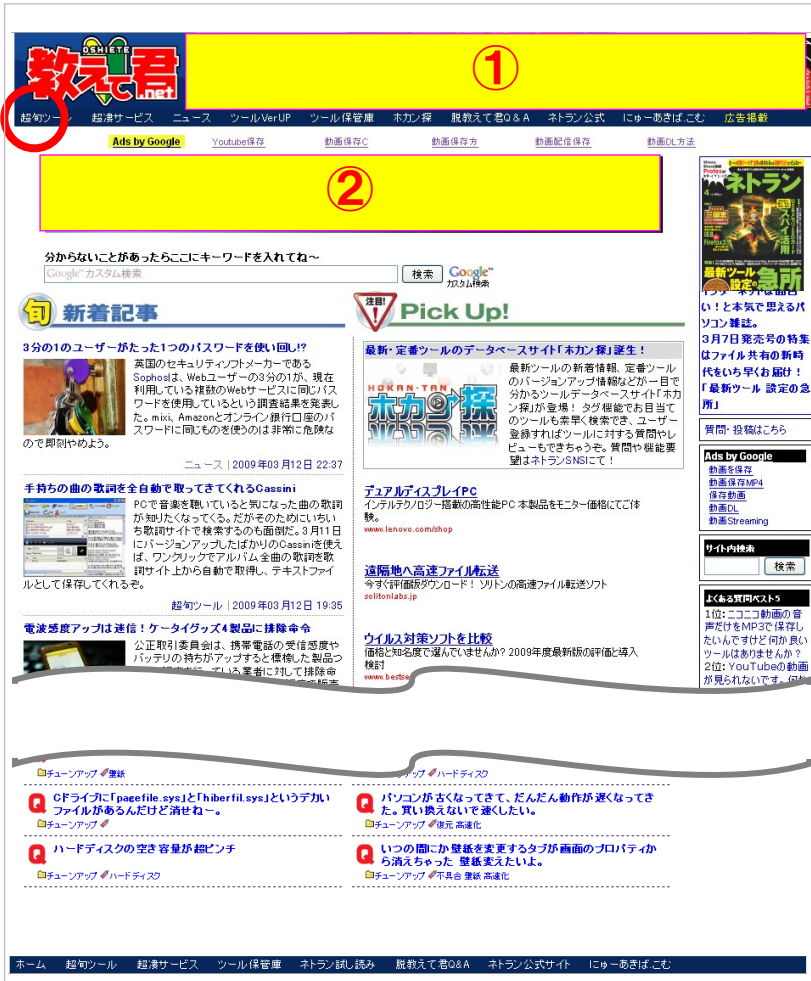 OSHIETE
教えて君
.net
①
超旬ツール 超凄サービス ニュース ツールVerUP ツール保管庫 ホカン探 脱教えて君Q&A ネトラン公式 にゅーあきば.こむ 広告掲載
Ads by Google Youtube保存 動画保存C 動画保存方 動画配信保存 動画DL方法
②
ネトラン
スパイ活用
最新ツール設定の急所
分からないことがあったらここにキーワードを入れてね～
Google™カスタム検索 検索 Google™
カスタム検索
旬 新着記事
注目! Pick Up!
3分の1のユーザーがたった1つのパスワードを使い回し!?
英国のセキュリティソフトメーカーである
Sophosは、Webユーザーの3分の1が、現在
利用している複数のWebサービスに同じパス
ワードを使用しているという調査結果を発表し
た。mixi、Amazonとオンライン銀行口座のパ
スワードに同じものを使うのは非常に危険な
ので即刻やめよう。
ニュース | 2009年03月12日 22:37
手持ちの曲の歌詞を全自動で取ってきてくれるCassini
PCで音楽を聴いていると気になった曲の歌詞
が知りたくなってくる。だがそのためにいちい
ち歌詞サイトで検索するのも面倒だ。3月11日
にバージョンアップしたばかりのCassiniを使え
ば、ワンクリックでアルバム全曲の歌詞を歌
詞サイト上から自動で取得し、テキストファイ
ルとして保存してくれるぞ。
超旬ツール | 2009年03月12日 19:35
電波感度アップは迷信！ケータイグッズ4製品に排除命令
公正取引委員会は、携帯電話の受信感度や
バッテリの持ちがアップすると標榜した製品つ
いる業者に対して排除命
最新・定番ツールのデータベースサイト「ホカン探」誕生！
HOKAN-TAN
ホカン探
最新ツールの新着情報、定番ツール
のバージョンアップ情報などが一目で
分かるツールデータベースサイト「ホカ
ン探」が登場！ タグ機能でお目当て
のツールも素早く検索でき、ユーザー
登録すればツールに対する質問やレ
ビューもできちゃうぞ。質問や機能要
望はネトランSNSにて！
デュアルディスプレイPC
インテルテクノロジー搭載の高性能PC 本製品をモニター価格にてご体
験。
www.lenovo.com/shop
遠隔地へ高速ファイル転送
今すぐ評価版ダウンロード！ ソリトンの高速ファイル転送ソフト
solitonlabs.jp
ウイルス対策ソフトを比較
価格と知名度で選んでいませんか？ 2009年度最新版の評価と導入
検討
い！と本気で思えるパ
ソコン雑誌。
3月7日発売号の特集
はファイル共有の新時
代をいち早くお届け！
「最新ツール 設定の急
所」
質問・投稿はこちら
Ads by Google
動画を保存
動画保存MP4
保存動画
動画DL
動画Streaming
サイト内検索
検索
よくある質問ベスト5
1位：ニコニコ動画の音
声だけをMP3で保存し
たいんですけど何か良い
ツールはありませんか？
2位：YouTubeの動画
が見られないです。何か
チューンアップ 壁紙
チューンアップ ハードディスク
Q Cドライブに「pagefile.sys」と「hiberfil.sys」というデカい
ファイルがあるんだけど消せねー。
チューンアップ
Q パソコンが古くなってきて、だんだん動作が遅くなってき
た。買い換えないで速くしたい。
チューンアップ 復元 高速化
Q ハードディスクの空き容量が超ピンチ
チューンアップ ハードディスク
Q いつの間にか壁紙を変更するタブが画面のプロパティか
ら消えちゃった 壁紙変えたいよ。
チューンアップ 不具合 壁紙 高速化
ホーム 超旬ツール 超凄サービス ツール保管庫 ネトラン試し読み 脱教えて君Q&A ネトラン公式サイト にゅーあきば.こむ